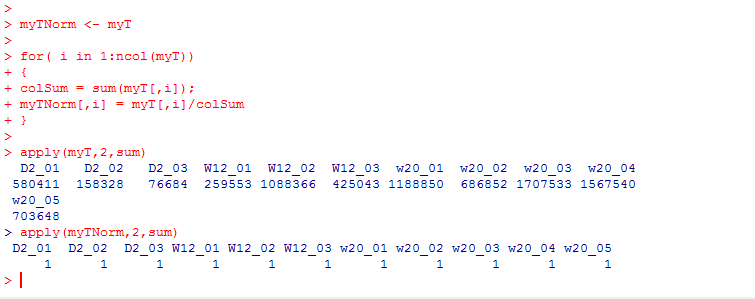 >
> myTNorm <- myT
>
> for( i in 1:ncol(myT))
+ {
+ colSum = sum(myT[,i]);
+ myTNorm[,i] = myT[,i]/colSum
+ }
>
> apply(myT,2,sum)
D2_01 D2_02 D2_03 W12_01 W12_02 W12_03 w20_01 w20_02 w20_03 w20_04
580411 158328 76684 259553 1088366 425043 1188850 686852 1707533 1567540
w20_05
703648
> apply(myTNorm,2,sum)
D2_01 D2_02 D2_03 W12_01 W12_02 W12_03 w20_01 w20_02 w20_03 w20_04 w20_05
1 1 1 1 1 1 1 1 1 1 1
>